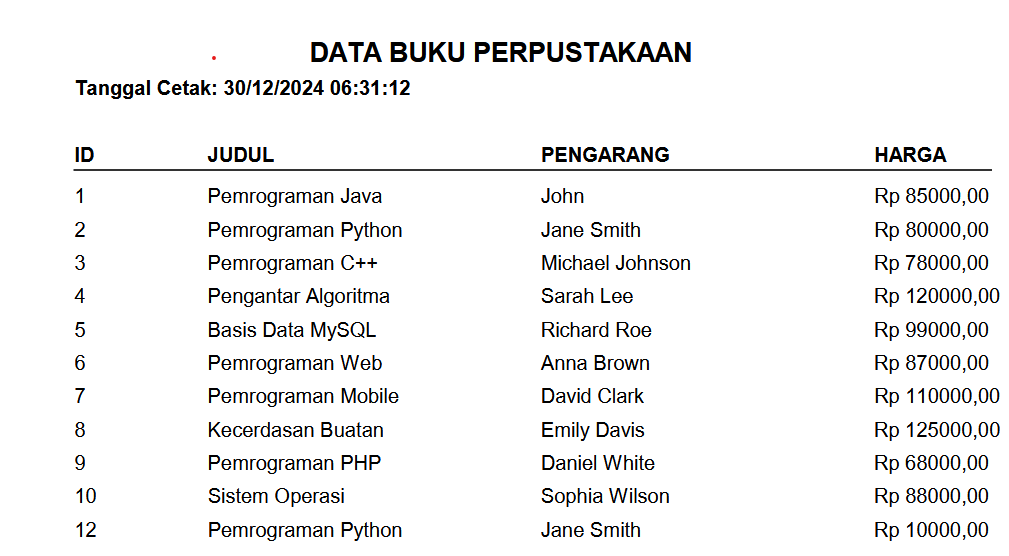 DATA BUKU PERPUSTAKAAN
Tanggal Cetak: 30/12/2024 06:31:12
ID JUDUL PENGARANG HARGA
1 Pemrograman Java John Rp 85000,00
2 Pemrograman Python Jane Smith Rp 80000,00
3 Pemrograman C++ Michael Johnson Rp 78000,00
4 Pengantar Algoritma Sarah Lee Rp 120000,00
5 Basis Data MySQL Richard Roe Rp 99000,00
6 Pemrograman Web Anna Brown Rp 87000,00
7 Pemrograman Mobile David Clark Rp 110000,00
8 Kecerdasan Buatan Emily Davis Rp 125000,00
9 Pemrograman PHP Daniel White Rp 68000,00
10 Sistem Operasi Sophia Wilson Rp 88000,00
12 Pemrograman Python Jane Smith Rp 10000,00